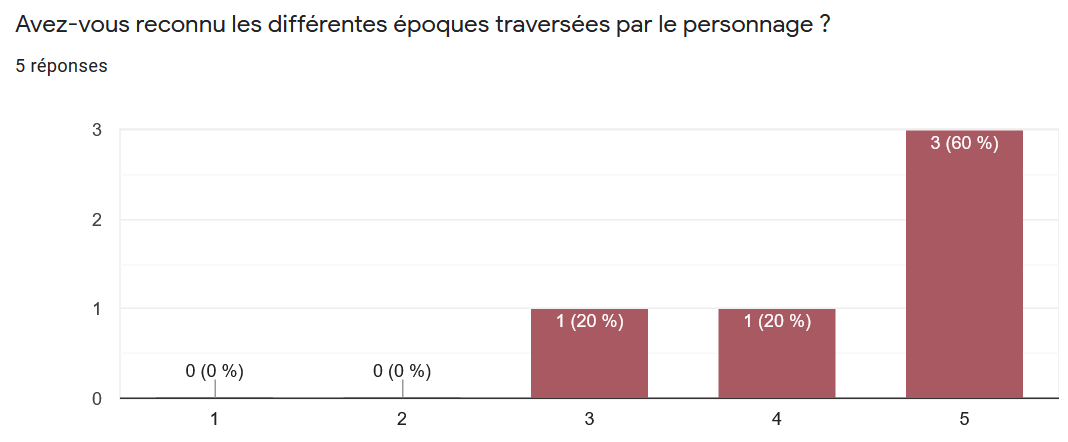 Avez-vous reconnu les différentes époques traversées par le personnage ?
5 réponses
3
3 (60 %)
2
1
1 (20 %)
1 (20 %)
0 (0 %)
0 (0 %)
0
1 2 3 4 5